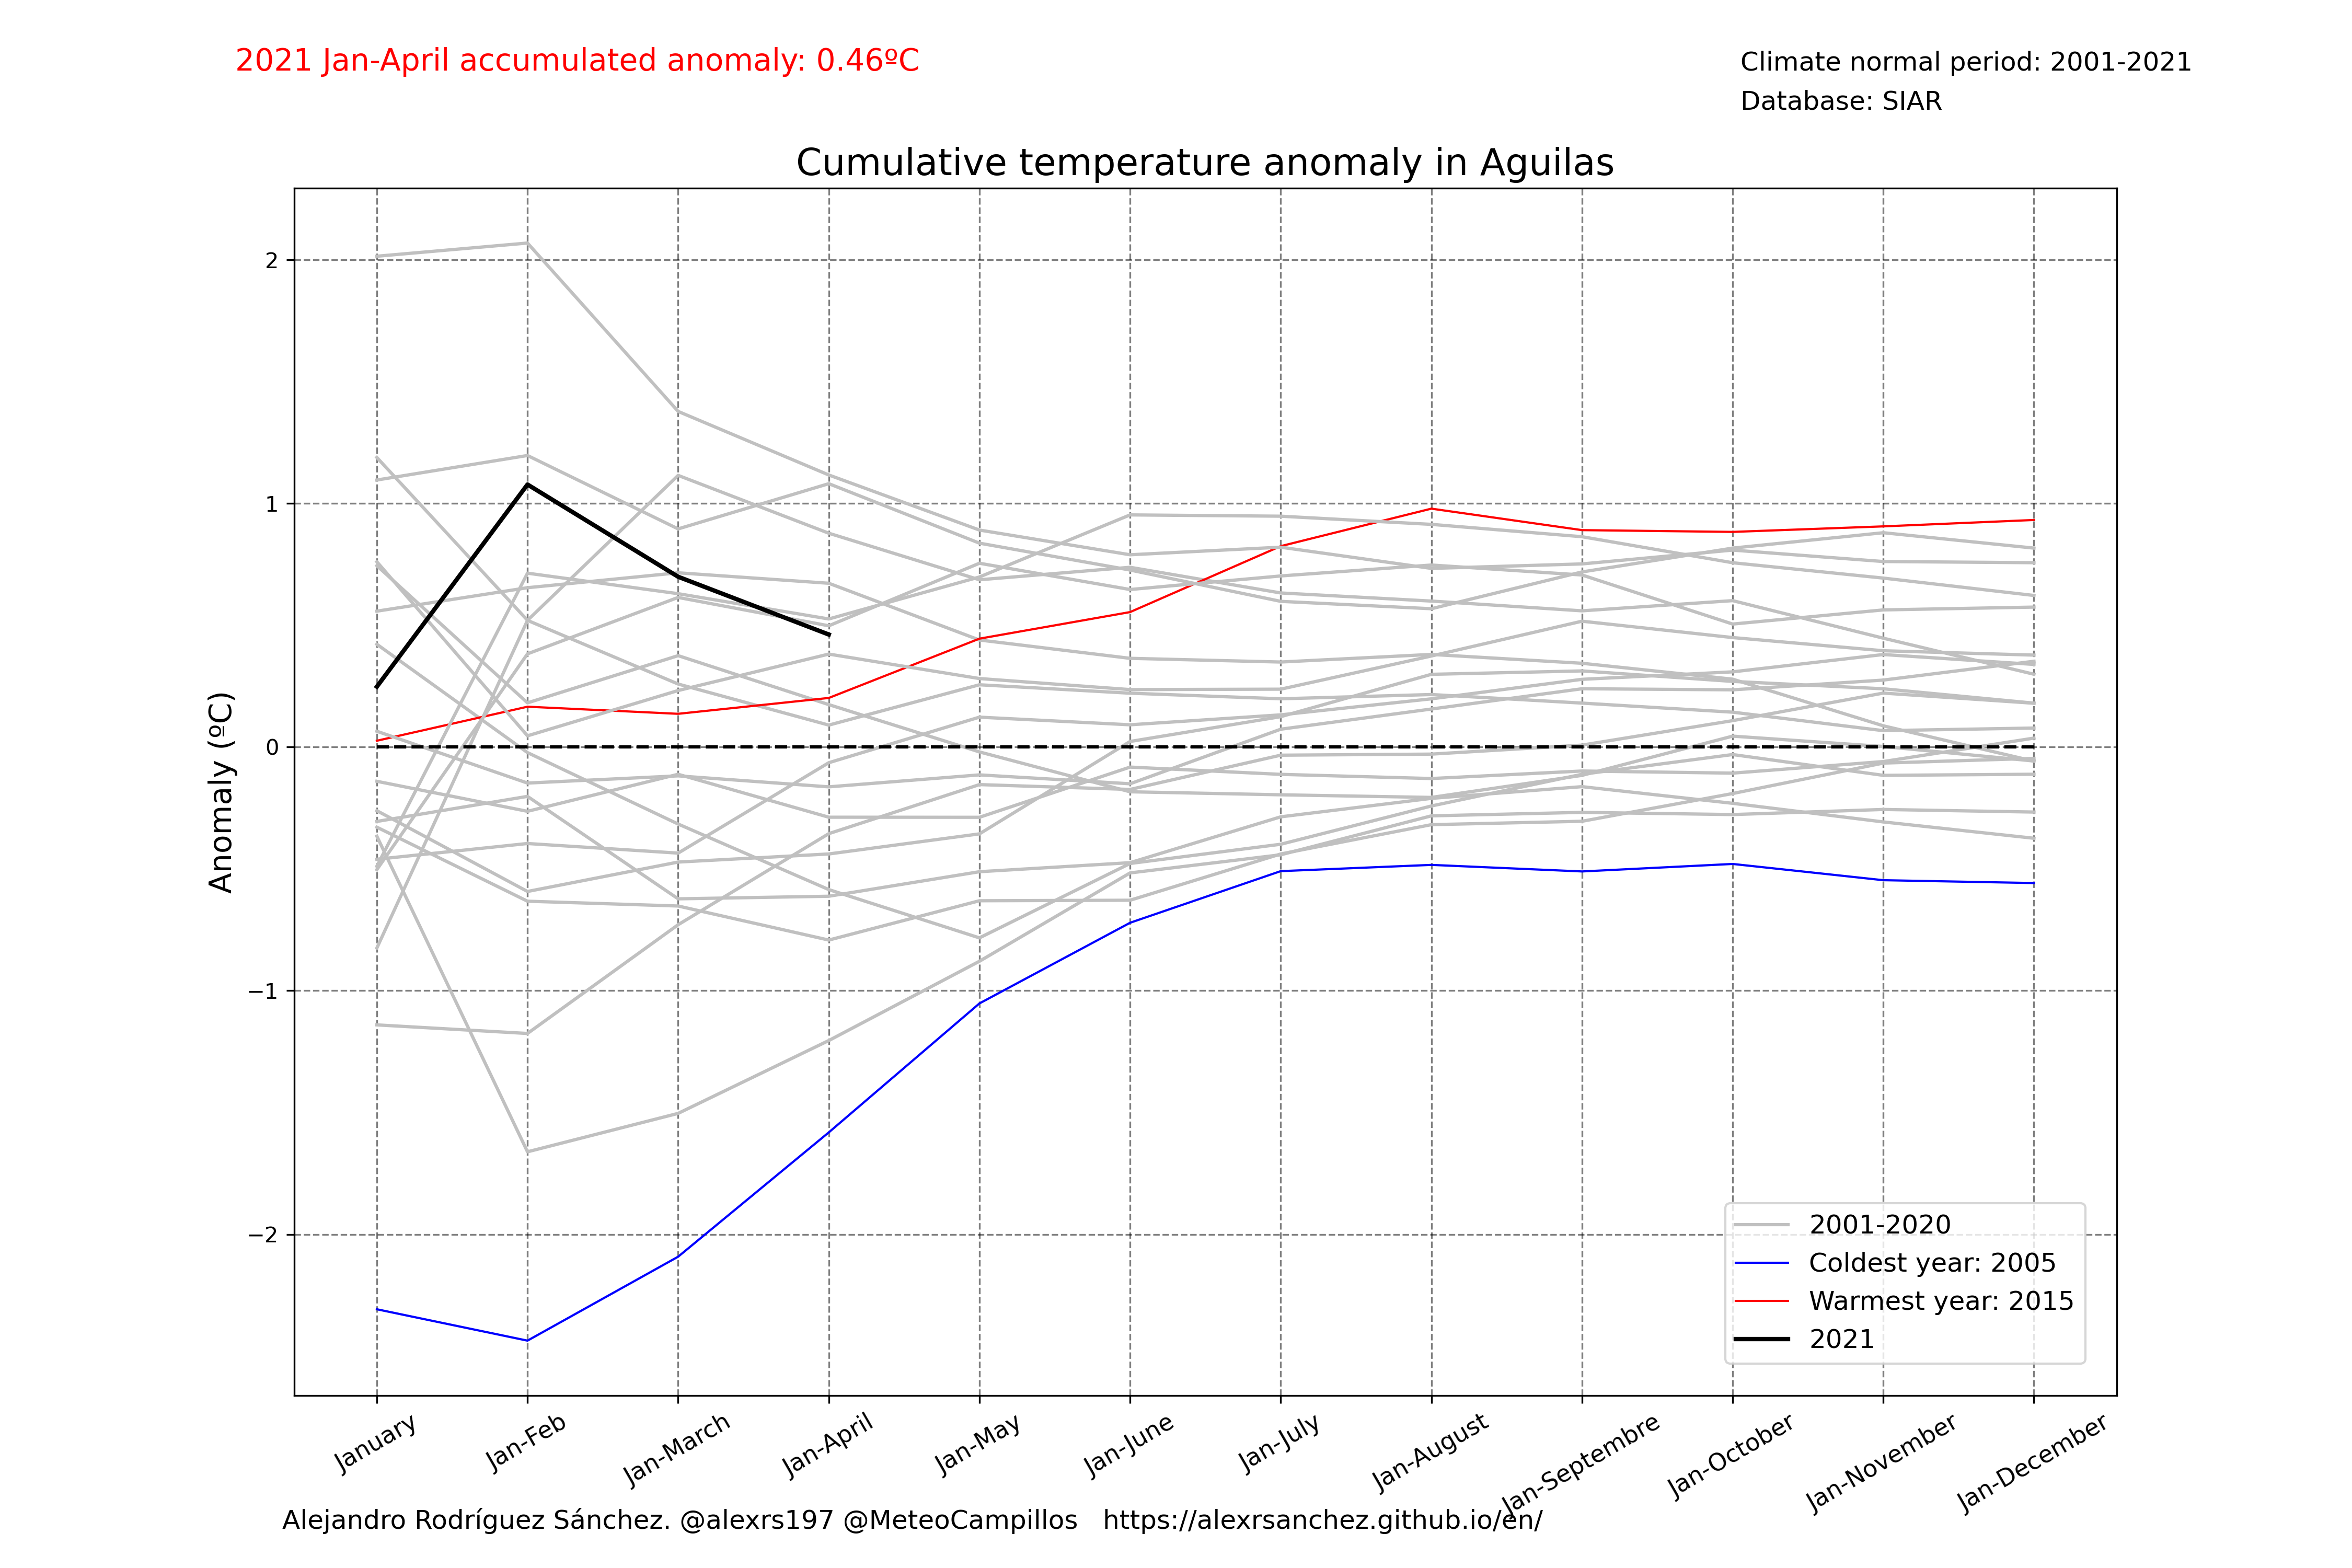 2021 Jan-April accumulated anomaly: 0.46ºC
Climate normal period: 2001-2021
Database: SIAR
Cumulative temperature anomaly in Aguilas
Anomaly (ºC)
2
1
0
−1
−2
2001-2020
Coldest year: 2005
Warmest year: 2015
2021
January
Jan-Feb
Jan-March
Jan-April
Jan-May
Jan-June
Jan-July
Jan-August
Jan-Septembre
Jan-October
Jan-November
Jan-December
Alejandro Rodríguez Sánchez. @alexrs197 @MeteoCampillos https://alexrsanchez.github.io/en/